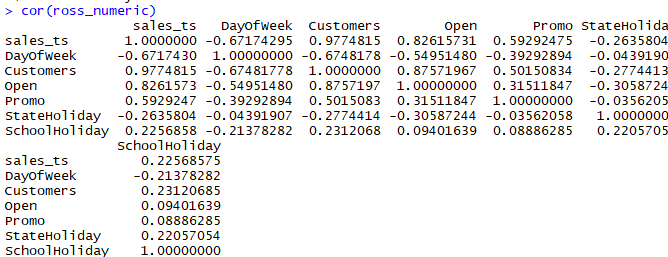 > cor(ross_numeric)
sales_ts DayOfWeek Customers Open Promo StateHolida
sales_ts 1.0000000 -0.67174295 0.9774815 0.82615731 0.59292475 -0.2635804
DayOfWeek -0.6717430 1.00000000 -0.6748178 -0.54951480 -0.39292894 -0.0439190
Customers 0.9774815 -0.67481778 1.0000000 0.87571967 0.50150834 -0.2774413
Open 0.8261573 -0.54951480 0.8757197 1.00000000 0.31511847 -0.3058724
Promo 0.5929247 -0.39292894 0.5015083 0.31511847 1.00000000 -0.0356205
StateHoliday -0.2635804 -0.04391907 -0.2774414 -0.30587244 -0.03562058 1.0000000
SchoolHoliday 0.2256858 -0.21378282 0.2312068 0.09401639 0.08886285 0.2205705
SchoolHoliday
sales_ts 0.22568575
DayOfWeek -0.21378282
Customers 0.23120685
Open 0.09401639
Promo 0.08886285
StateHoliday 0.22057054
SchoolHoliday 1.00000000